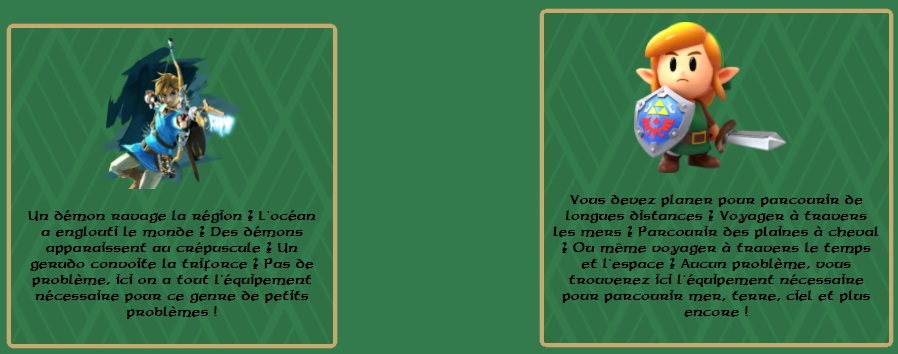 Un démon ravage la région ? L'océan
a englouti le monde ? Des démons
apparaissent au crépuscule ? Un
gerudo convoite la triforce ? Pas de
problème, ici on a tout l'équipement
nécessaire pour ce genre de petits
problèmes !
Vous devez planer pour parcourir de
longues distances ? Voyager à travers
les mers ? Parcourir des plaines à cheval
? Ou même voyager à travers le temps
et l'espace ? Aucun problème, vous
trouverez ici l'équipement nécessaire
pour parcourir mer, terre, ciel et plus
encore !